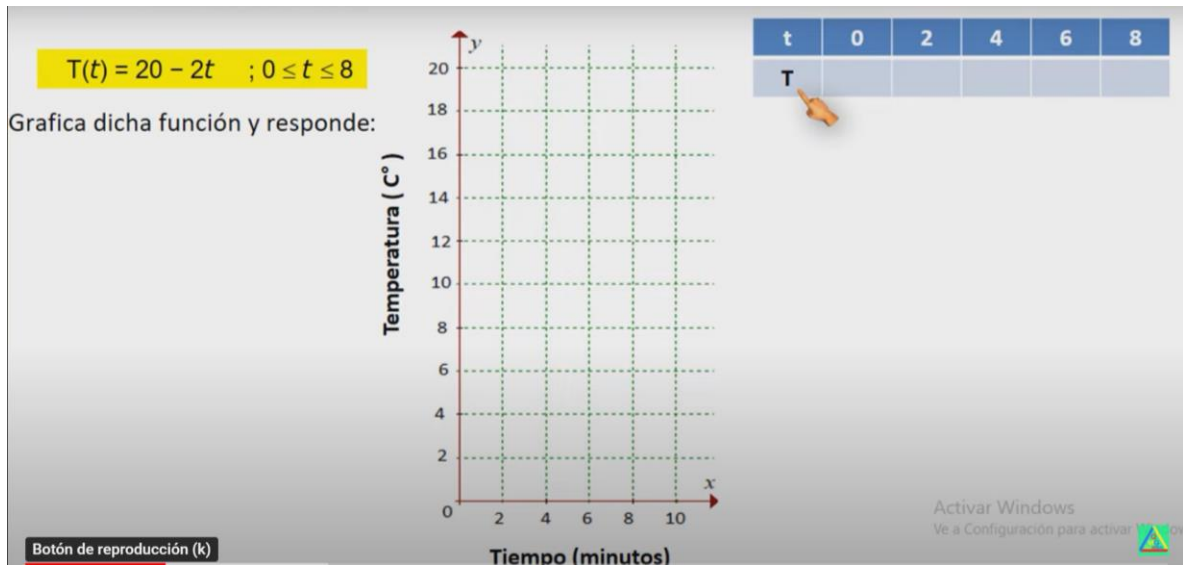 T(t) = 20 – 2t ; 0 ≤ t ≤ 8
Grafica dicha función y responde:
Temperatura ( C° )
y
20
18
16
14
12
10
8
6
4
2
0
2 4 6 8 10
x
Tiempo (minutos)
t 0 2 4 6 8
T
Activar Windows
Ve a Configuración para activar
Botón de reproducción (k)